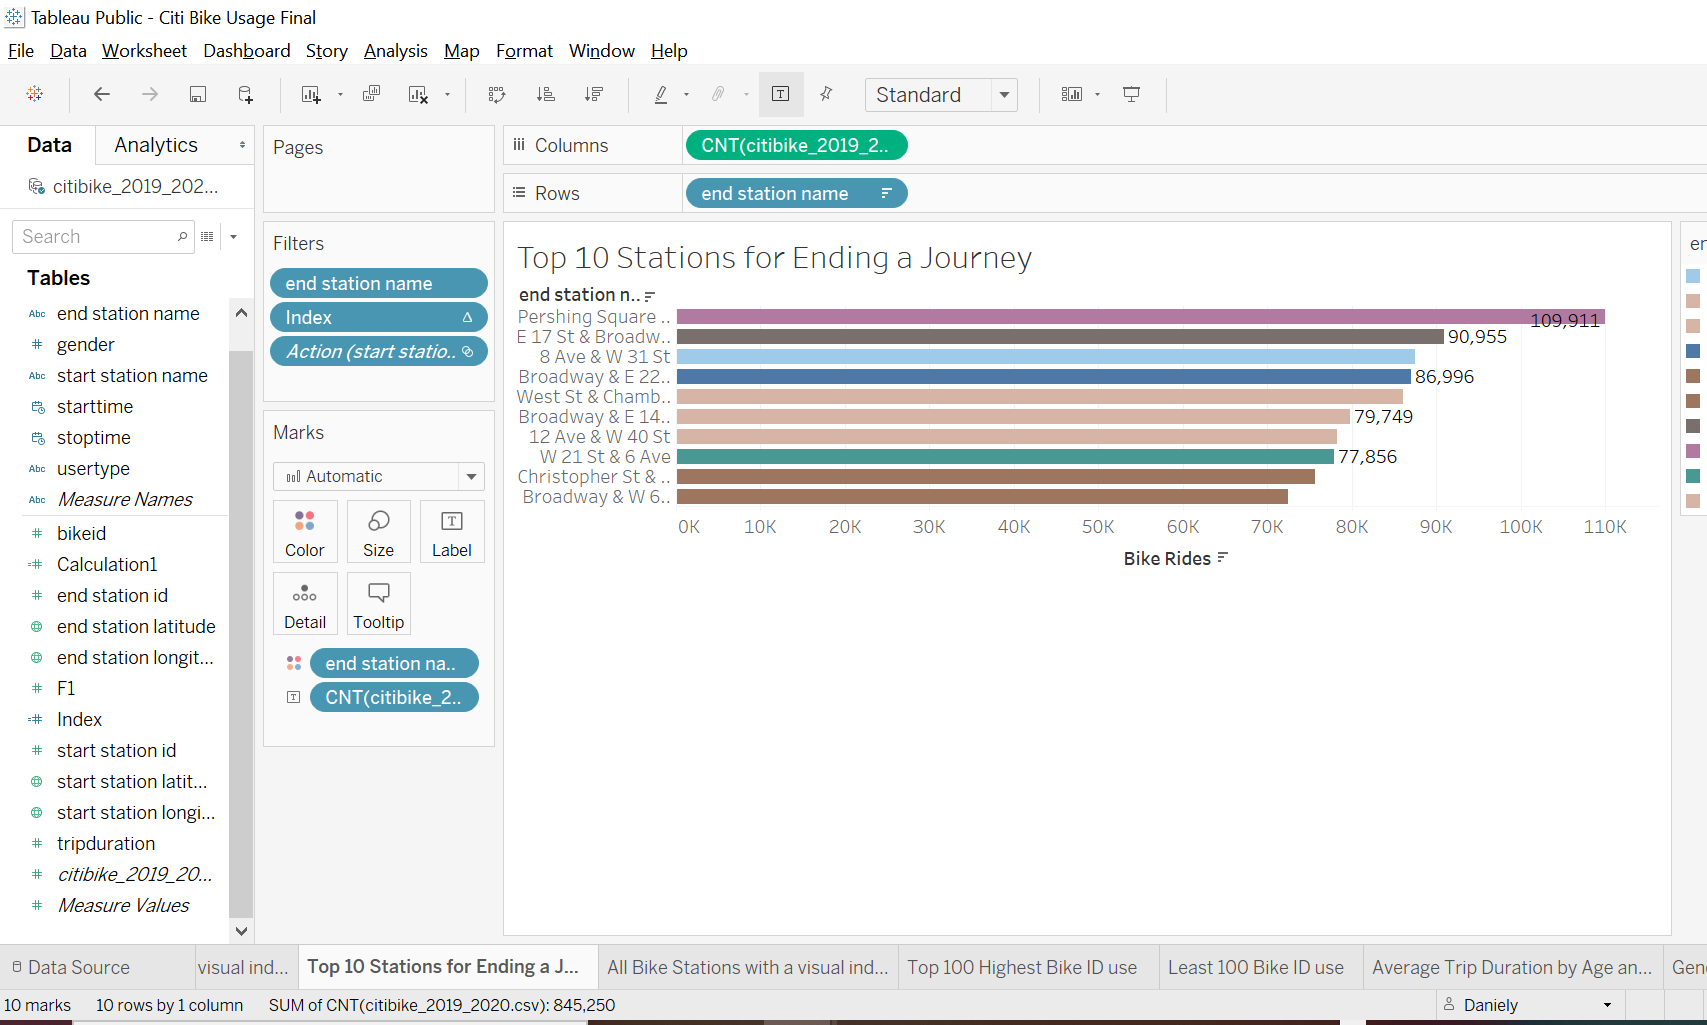 Tableau Public - Citi Bike Usage Final
File Data Worksheet Dashboard Story Analysis Map Format Window Help
Standard
Data Analytics
citibike_2019_202...
Search
Tables
end station name
gender
start station name
starttime
stoptime
usertype
Measure Names
bikeid
Calculation1
end station id
end station latitude
end station longit...
F1
Index
start station id
start station latit...
start station longi...
tripduration
citibike_2019_20...
Measure Values
Pages
Filters
end station name
Index
Action (start statio..
Marks
Automatic
Color Size Label
Detail Tooltip
end station na..
CNT(citibike_2..
Columns CNT(citibike_2019_2..
Rows end station name
Top 10 Stations for Ending a Journey
end station n..
Pershing Square .. 109,911
E 17 St & Broadw.. 90,955
8 Ave & W 31 St
Broadway & E 22.. 86,996
West St & Chamb..
Broadway & E 14.. 79,749
12 Ave & W 40 St
W 21 St & 6 Ave 77,856
Christopher St & ..
Broadway & W 6..
0K 10K 20K 30K 40K 50K 60K 70K 80K 90K 100K 110K
Bike Rides
er
Data Source visual ind... Top 10 Stations for Ending a J... All Bike Stations with a visual ind... Top 100 Highest Bike ID use Least 100 Bike ID use Average Trip Duration by Age an... Gen
10 marks 10 rows by 1 column SUM of CNT(citibike_2019_2020.csv): 845,250 Daniely